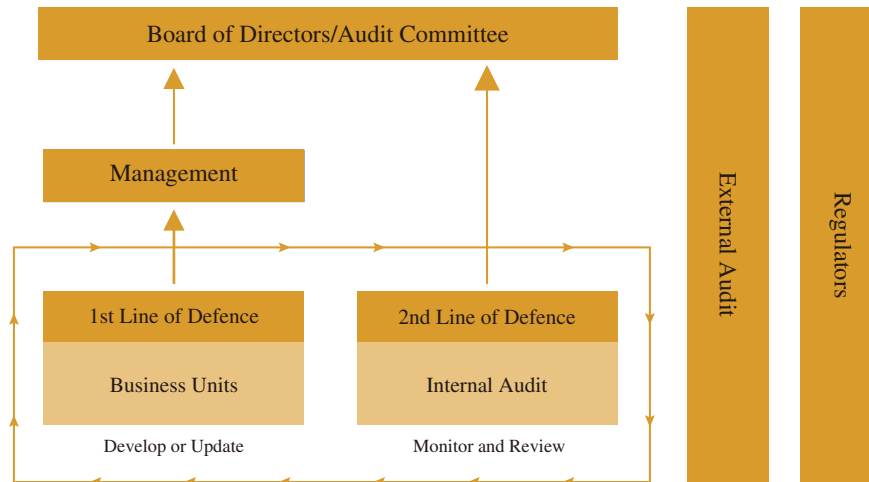 Board of Directors/Audit Committee
Management
1st Line of Defence
Business Units
Develop or Update
2nd Line of Defence
Internal Audit
Monitor and Review
External Audit
Regulators